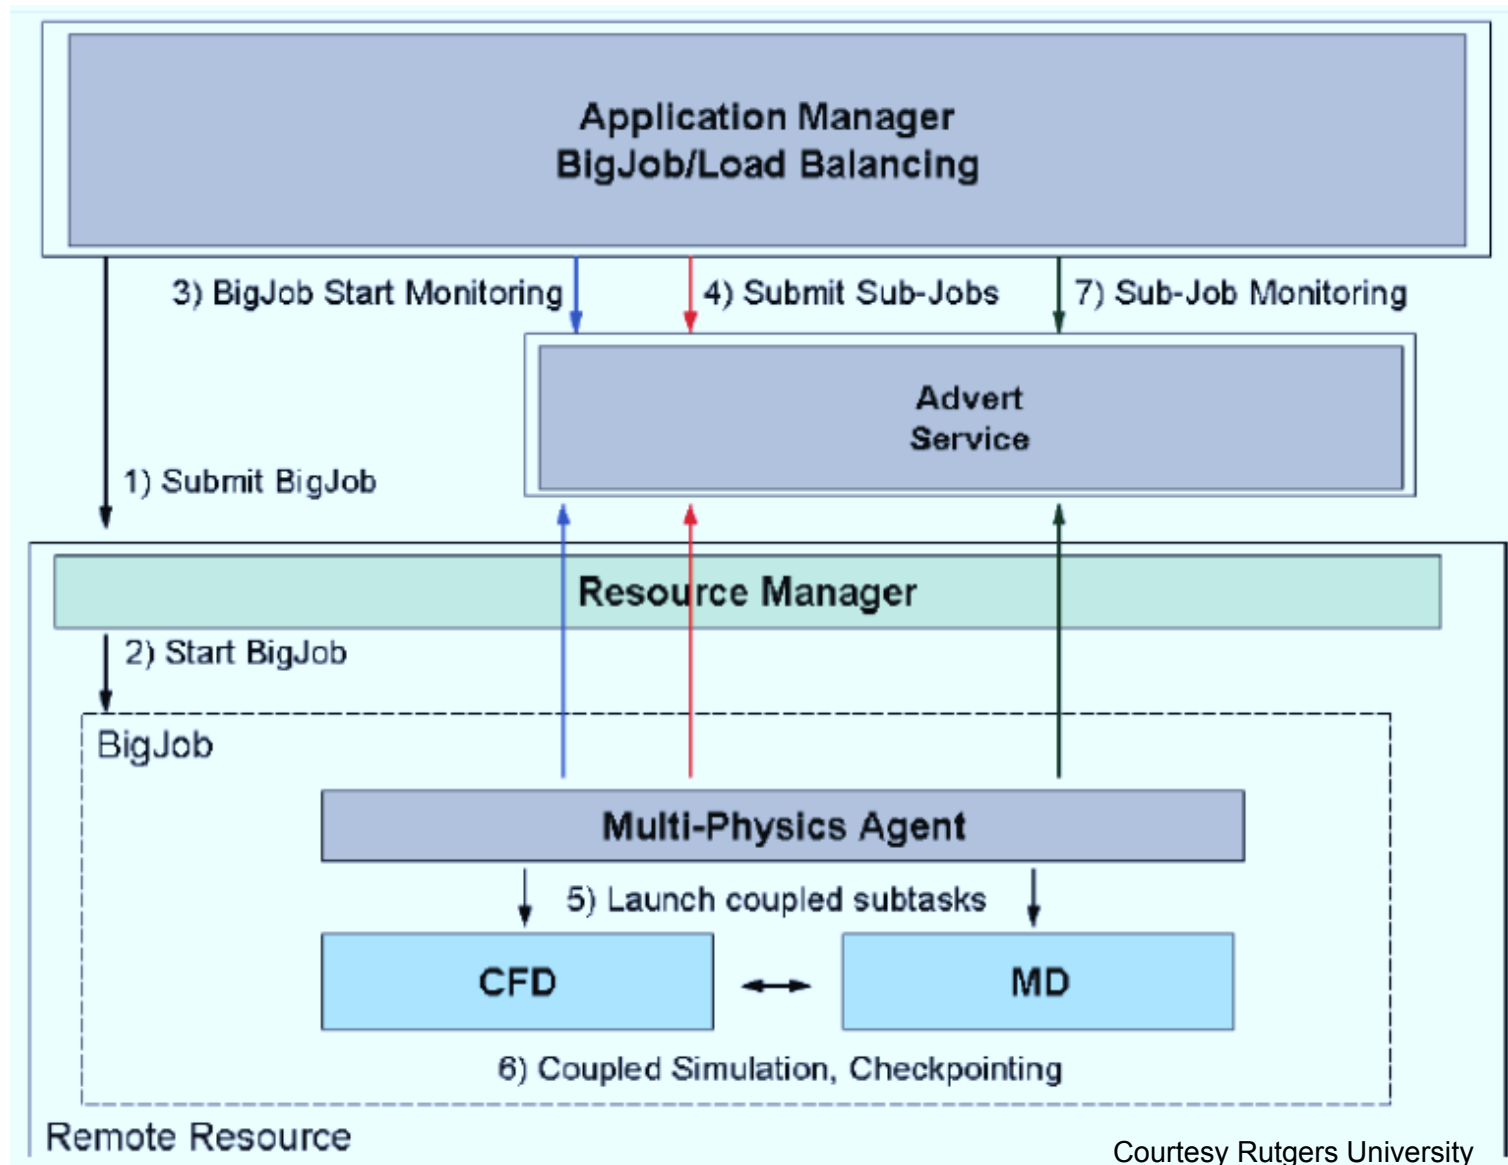 Application Manager
BigJob/Load Balancing
3) BigJob Start Monitoring
4) Submit Sub-Jobs
7) Sub-Job Monitoring
Advert
Service
1) Submit BigJob
Resource Manager
2) Start BigJob
BigJob
Multi-Physics Agent
5) Launch coupled subtasks
CFD
MD
6) Coupled Simulation, Checkpointing
Remote Resource
Courtesy Rutgers University